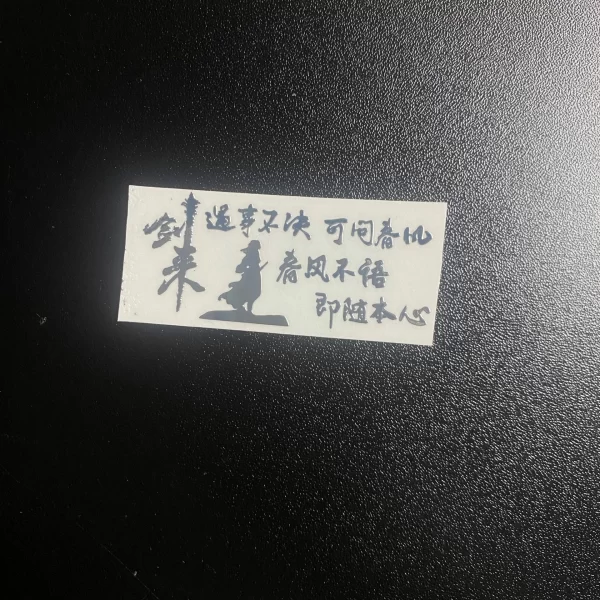 剑来
遇事不决 可问春风
春风不语
即随本心